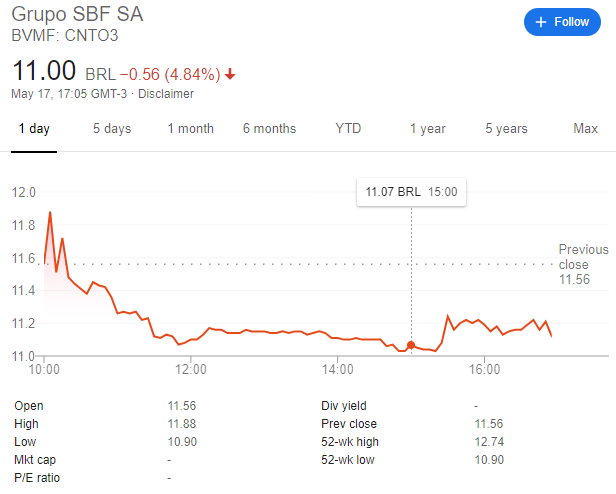 Grupo SBF SA
+ Follow
BVMF: CNTO3
11.00 BRL −0.56 (4.84%)
May 17, 17:05 GMT-3 · Disclaimer
1 day 5 days 1 month 6 months YTD 1 year 5 years Max
11.07 BRL 15:00
12.0
11.8
11.6
11.4
11.2
11.0
Previous
close
11.56
10:00 12:00 14:00 16:00
Open 11.56 Div yield -
High 11.88 Prev close 11.56
Low 10.90 52-wk high 12.74
Mkt cap - 52-wk low 10.90
P/E ratio -